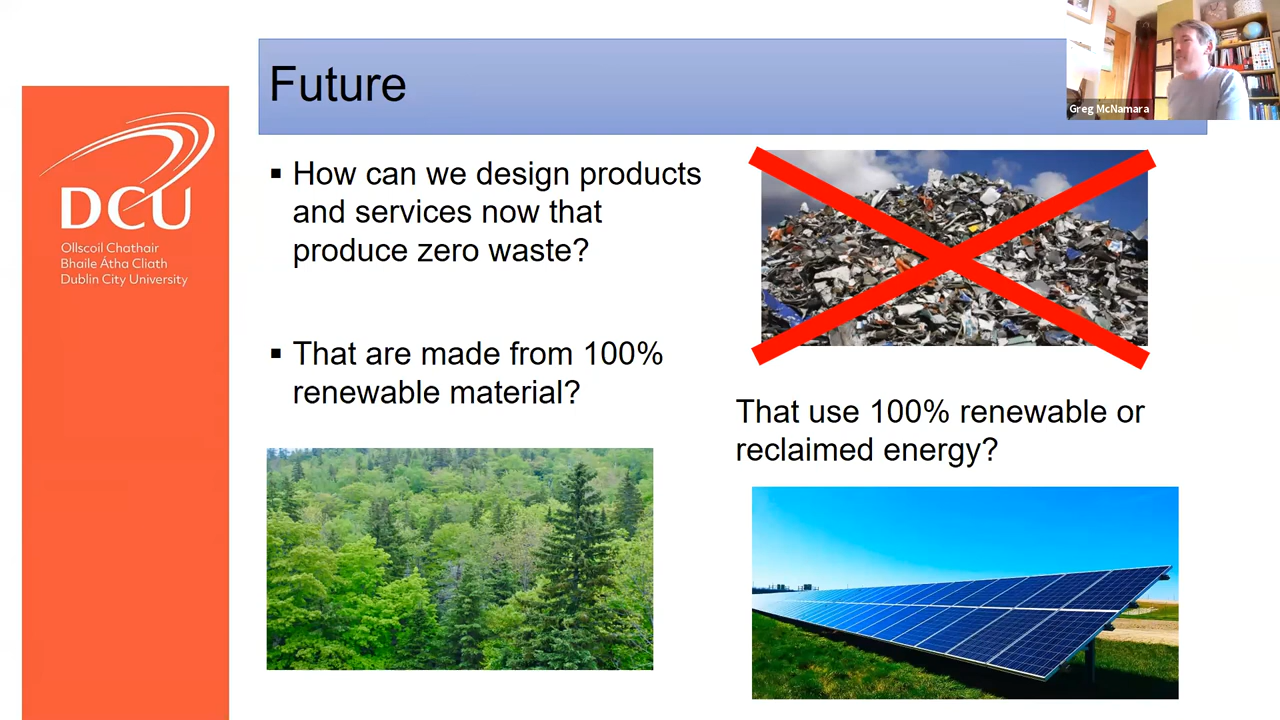 Future
Greg McNamara
DCU
Ollscoil Chathair
Bhaile Átha Cliath
Dublin City University
▪ How can we design products
and services now that
produce zero waste?
▪ That are made from 100%
renewable material?
That use 100% renewable or
reclaimed energy?